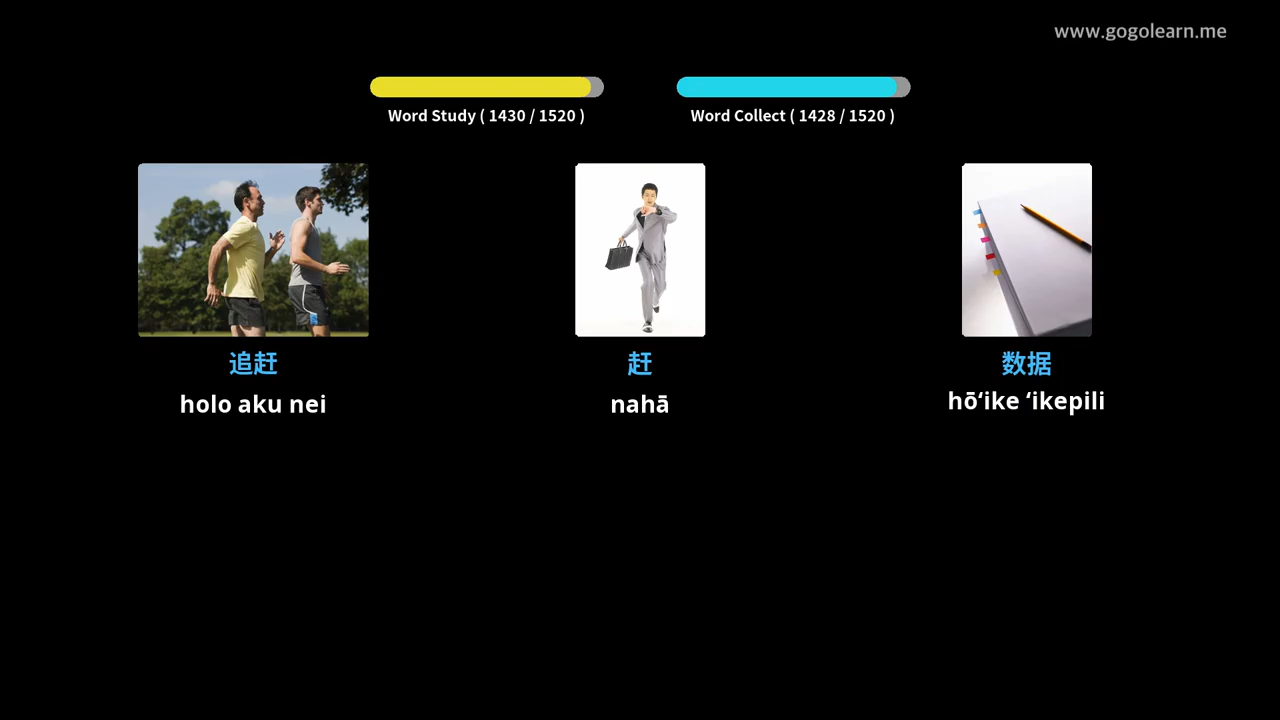 www.gogolearn.me
Word Study ( 1430 / 1520 )
Word Collect ( 1428 / 1520 )
追赶
holo aku nei
赶
nahā
数据
hōʻike ʻikepili